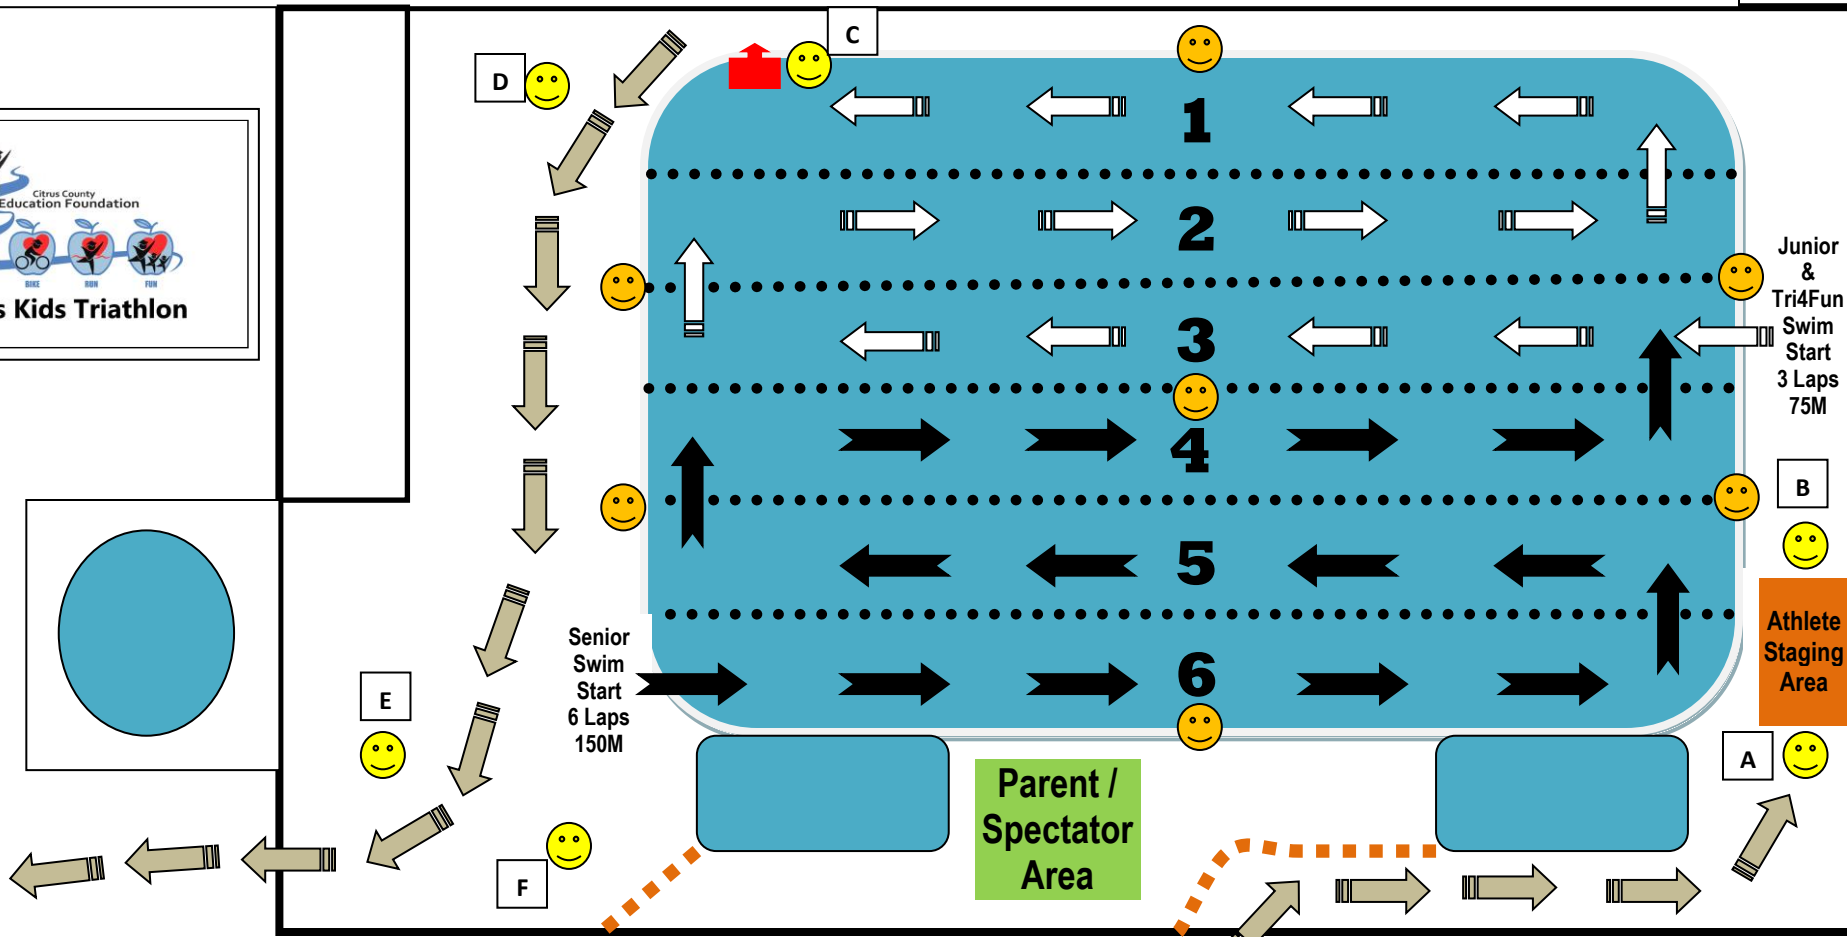 C
D
1
Citrus County
Education Foundation
2
BIKE
RUN
FUN
s Kids Triathlon
Junior
&
Tri4Fun
Swim
Start
3 Laps
75M
3
4
B
5
Senior
Swim
Start
6 Laps
150M
6
Athlete
Staging
Area
E
A
Parent /
Spectator
Area
F